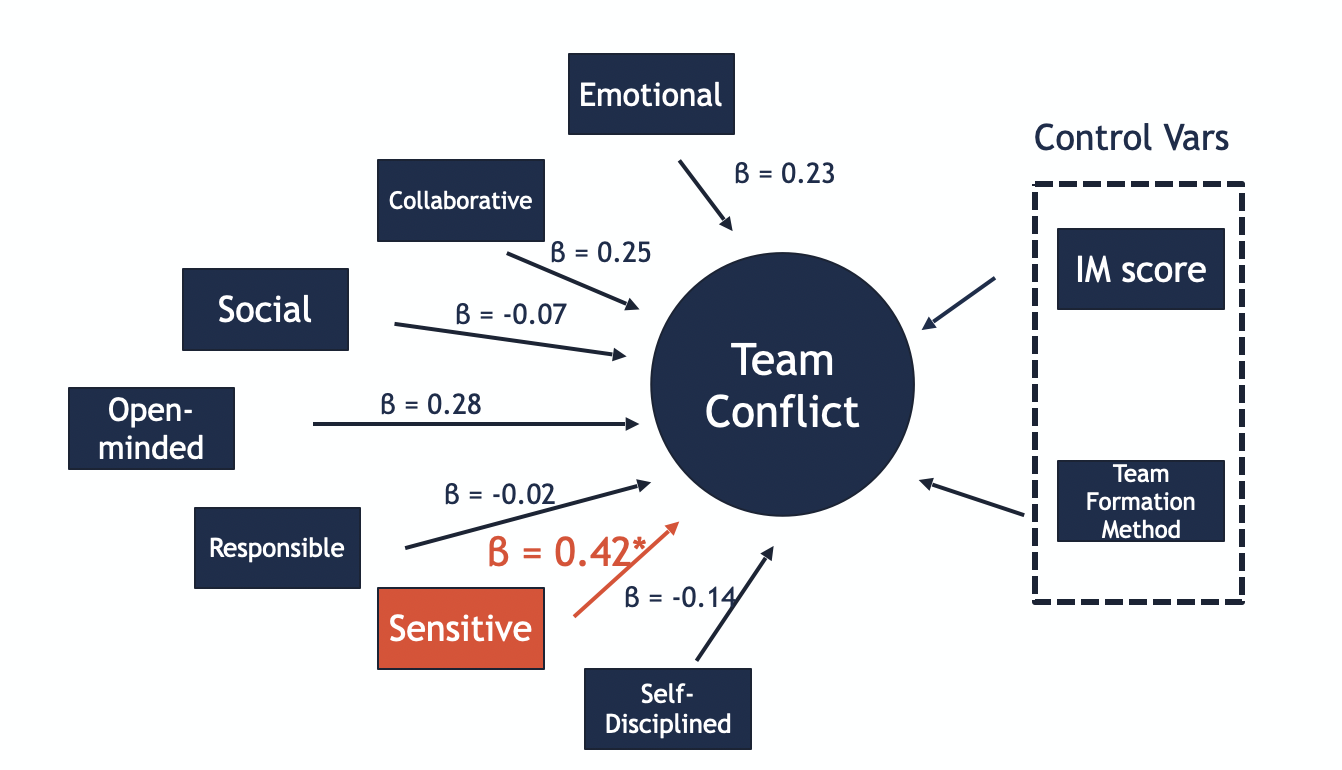 Emotional
Control Vars
ß = 0.23
Collaborative
ß = 0.25
IM score
Social
ß = -0.07
Team
Conflict
Open-
minded
ß = 0.28
ß = -0.02
Team
Formation
Method
Responsible
ß = 0.42*
Sensitive
ß = -0.14
Self-
Disciplined